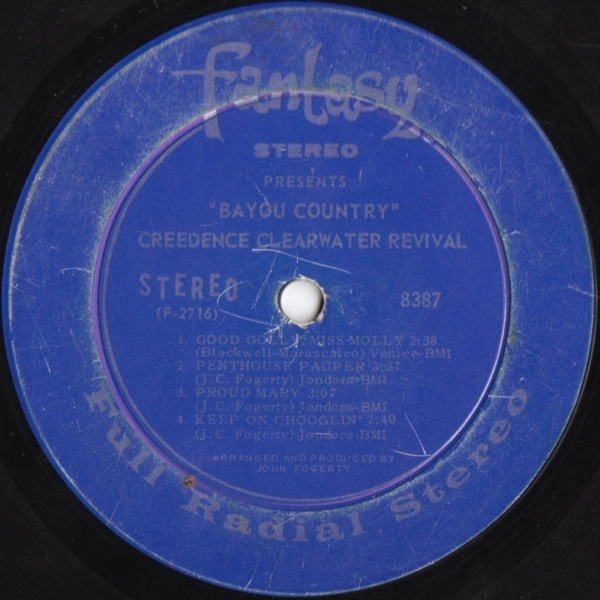 fantasy
STEREO
PRESENTS
"BAYOU COUNTRY"
CREEDENCE CLEARWATER REVIVAL
STEREO
(F-2716)
8387
1. GOOD GOLLY MISS MOLLY 2:38
(Blackwell-Marascalco) Venice-BMI
2. PENTHOUSE PAUPER 3:37
(J.C. Fogerty) Jondora-BMI
3. PROUD MARY 3:07
(J.C. Fogerty) Jondora-BMI
4. KEEP ON CHOOGLIN' 7:40
(J.C. Fogerty) Jondora-BMI
ARRANGED AND PRODUCED BY
JOHN FOGERTY
Full Radial Stereo